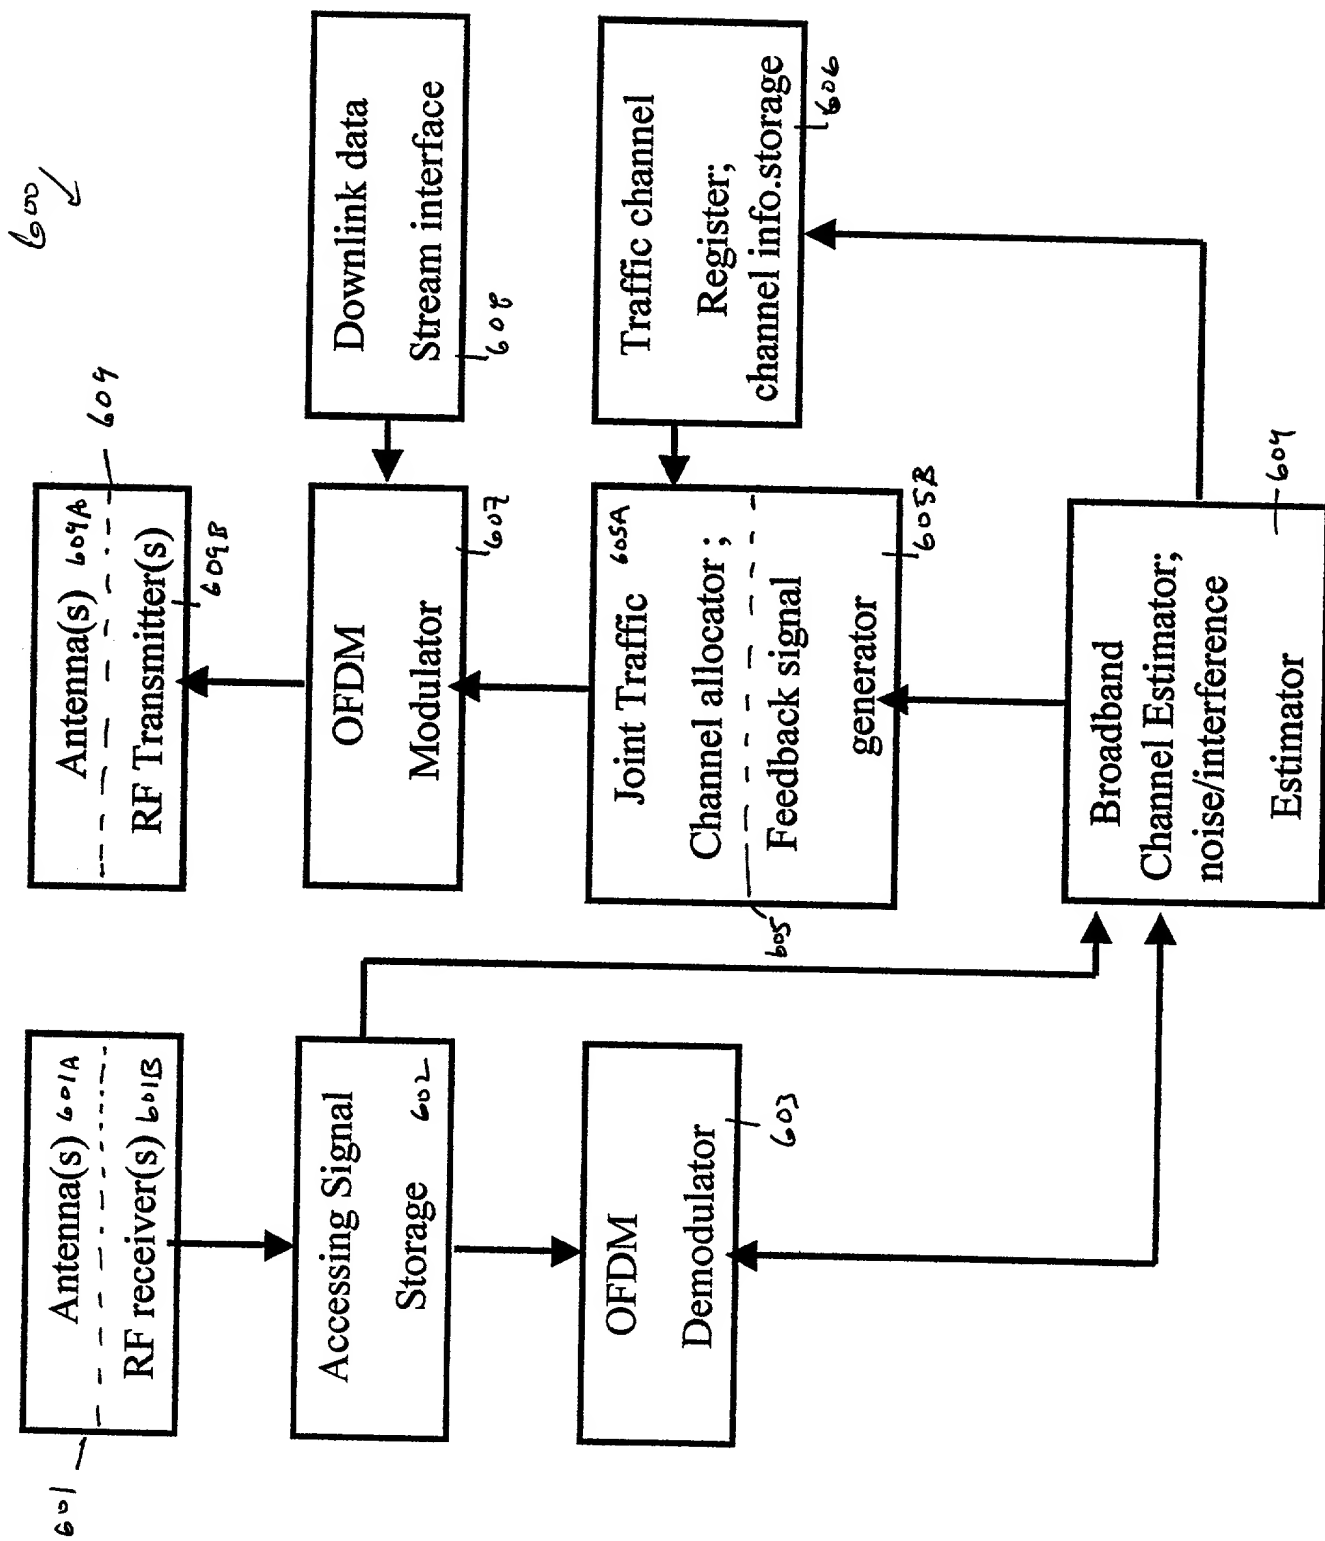 600
601
Antenna(s) 601A
RF receiver(s) 601B
Accessing Signal
Storage 602
OFDM
Demodulator
603
Antenna(s) 609A
RF Transmitter(s)
609
609B
OFDM
Modulator
607
Downlink data
Stream interface
608
Joint Traffic 605A
Channel allocator ;
Feedback signal
generator
605
605B
Traffic channel
Register;
channel info.storage
606
Broadband
Channel Estimator;
noise/interference
Estimator
604